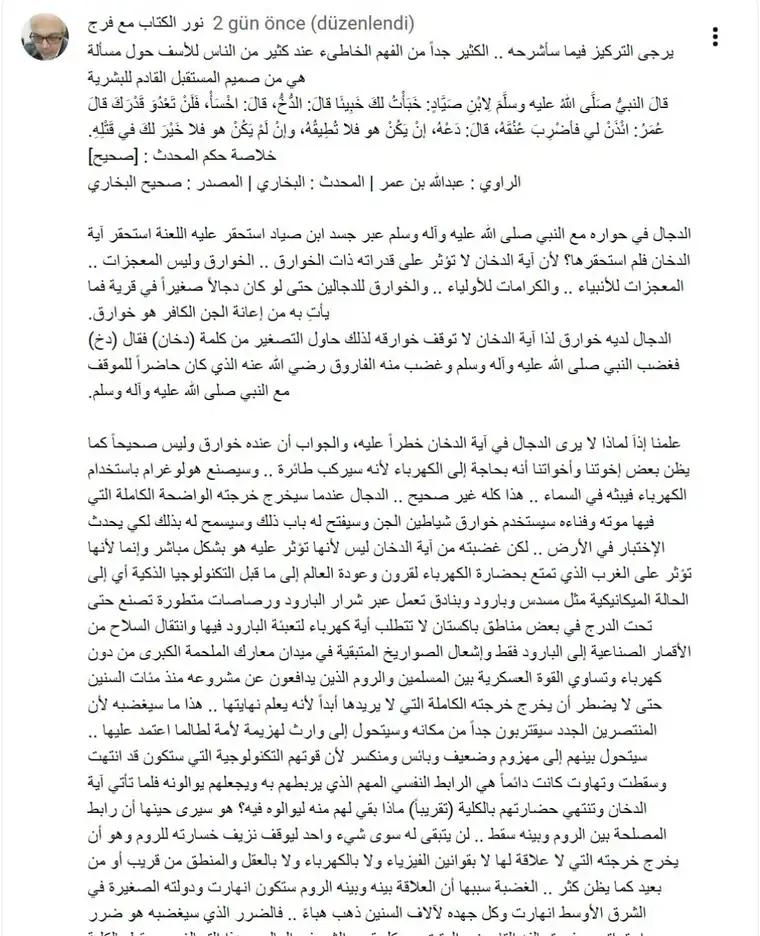 نور الكتاب مع فرج 2 gün önce (düzenlendi)
يرجى التركيز فيما سأشرحه .. الكثير جداً من الفهم الخاطىء عند كثير من الناس للأسف حول مسألة
هي من صميم المستقبل القادم للبشرية
قالَ النبيُّ صَلَّى اللهُ عليه وسلَّمَ لِابْنِ صَيَّادٍ: خَبَأْتُ لكَ خَبِيئًا قالَ: الدُّخُّ، قالَ: اخْسَأْ، فَلَنْ تَعْدُوَ قَدْرَكَ قالَ
عُمَرُ: ائْذَنْ لي فأضْرِبَ عُنُقَهُ، قالَ: دَعْهُ، إنْ يَكُنْ هو فلا تُطِيقُهُ، وإنْ لَمْ يَكُنْ هو فلا خَيْرَ لكَ في قَتْلِهِ.
خلاصة حكم المحدث : [صحيح]
الراوي : عبدالله بن عمر | المحدث : البخاري | المصدر : صحيح البخاري
الدجال في حواره مع النبي صلى الله عليه وآله وسلم عبر جسد ابن صياد استحقر عليه اللعنة استحقر آية
الدخان فلم استحقرها؟ لأن آية الدخان لا تؤثر على قدراته ذات الخوارق .. الخوارق وليس المعجزات ..
المعجزات للأنبياء .. والكرامات للأولياء .. والخوارق للدجالين حتى لو كان دجالاً صغيراً في قرية فما
يأتِ به من إعانة الجن الكافر هو خوارق.
الدجال لديه خوارق لذا آية الدخان لا توقف خوارقه لذلك حاول التصغير من كلمة (دخان) فقال (دخ)
فغضب النبي صلى الله عليه وآله وسلم وغضب منه الفاروق رضي الله عنه الذي كان حاضراً للموقف
مع النبي صلى الله عليه وآله وسلم.
علمنا إذاً لماذا لا يرى الدجال في آية الدخان خطراً عليه، والجواب أن عنده خوارق وليس صحيحاً كما
يظن بعض إخوتنا وأخواتنا أنه بحاجة إلى الكهرباء لأنه سيركب طائرة .. وسيصنع هولوغرام باستخدام
الكهرباء فيبثه في السماء .. هذا كله غير صحيح .. الدجال عندما سيخرج خرجته الواضحة الكاملة التي
فيها موته وفناءه سيستخدم خوارق شياطين الجن وسيفتح له باب ذلك وسيسمح له بذلك لكي يحدث
الإختبار في الأرض .. لكن غضبته من آية الدخان ليس لأنها تؤثر عليه هو بشكل مباشر وإنما لأنها
تؤثر على الغرب الذي تمتع بحضارة الكهرباء لقرون وعودة العالم إلى ما قبل التكنولوجيا الذكية أي إلى
الحالة الميكانيكية مثل مسدس وبارود وبنادق تعمل عبر شرار البارود ورصاصات متطورة تصنع حتى
تحت الدرج في بعض مناطق باكستان لا تتطلب أية كهرباء لتعبئة البارود فيها وانتقال السلاح من
الأقمار الصناعية إلى البارود فقط وإشعال الصواريخ المتبقية في ميدان معارك الملحمة الكبرى من دون
كهرباء وتساوي القوة العسكرية بين المسلمين والروم الذين يدافعون عن مشروعه منذ مئات السنين
حتى لا يضطر أن يخرج خرجته الكاملة التي لا يريدها أبداً لأنه يعلم نهايتها .. هذا ما سيغضبه لأن
المنتصرين الجدد سيقتربون جداً من مكانه وسيتحول إلى وارث لهزيمة لأمة لطالما اعتمد عليها ..
سيتحول بينهم إلى مهزوم وضعيف وبائس ومنكسر لأن قوتهم التكنولوجية التي ستكون قد انتهت
وسقطت وتهاوت كانت دائماً هي الرابط النفسي المهم الذي يربطهم به ويجعلهم يوالونه فلما تأتي آية
الدخان وتنتهي حضارتهم بالكلية (تقريباً) ماذا بقي لهم منه ليوالوه فيه؟ هو سيرى حينها أن رابط
المصلحة بين الروم وبينه سقط .. لن يتبقى له سوى شيء واحد ليوقف نزيف خسارته للروم وهو أن
يخرج خرجته التي لا علاقة لها لا بقوانين الفيزياء ولا بالكهرباء ولا بالعقل والمنطق من قريب أو من
بعيد كما يظن كثر .. الغضبة سببها أن العلاقة بينه وبينه الروم ستكون انهارت ودولته الصغيرة في
الشرق الأوسط انهارت وكل جهده لآلاف السنين ذهب هباءً .. فالضرر الذي سيغضبه هو ضرر